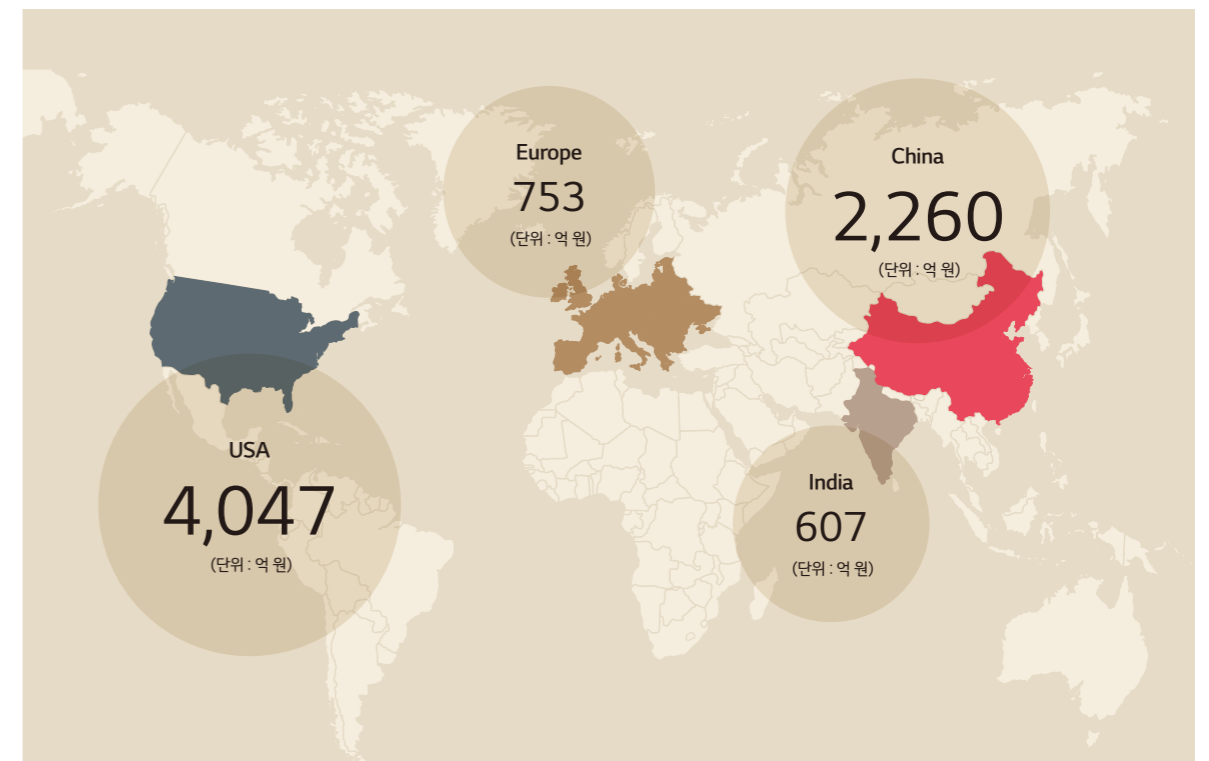 Europe
753
(단위 : 억 원)
China
2,260
(단위 : 억 원)
USA
4,047
(단위 : 억 원)
India
607
(단위 : 억 원)